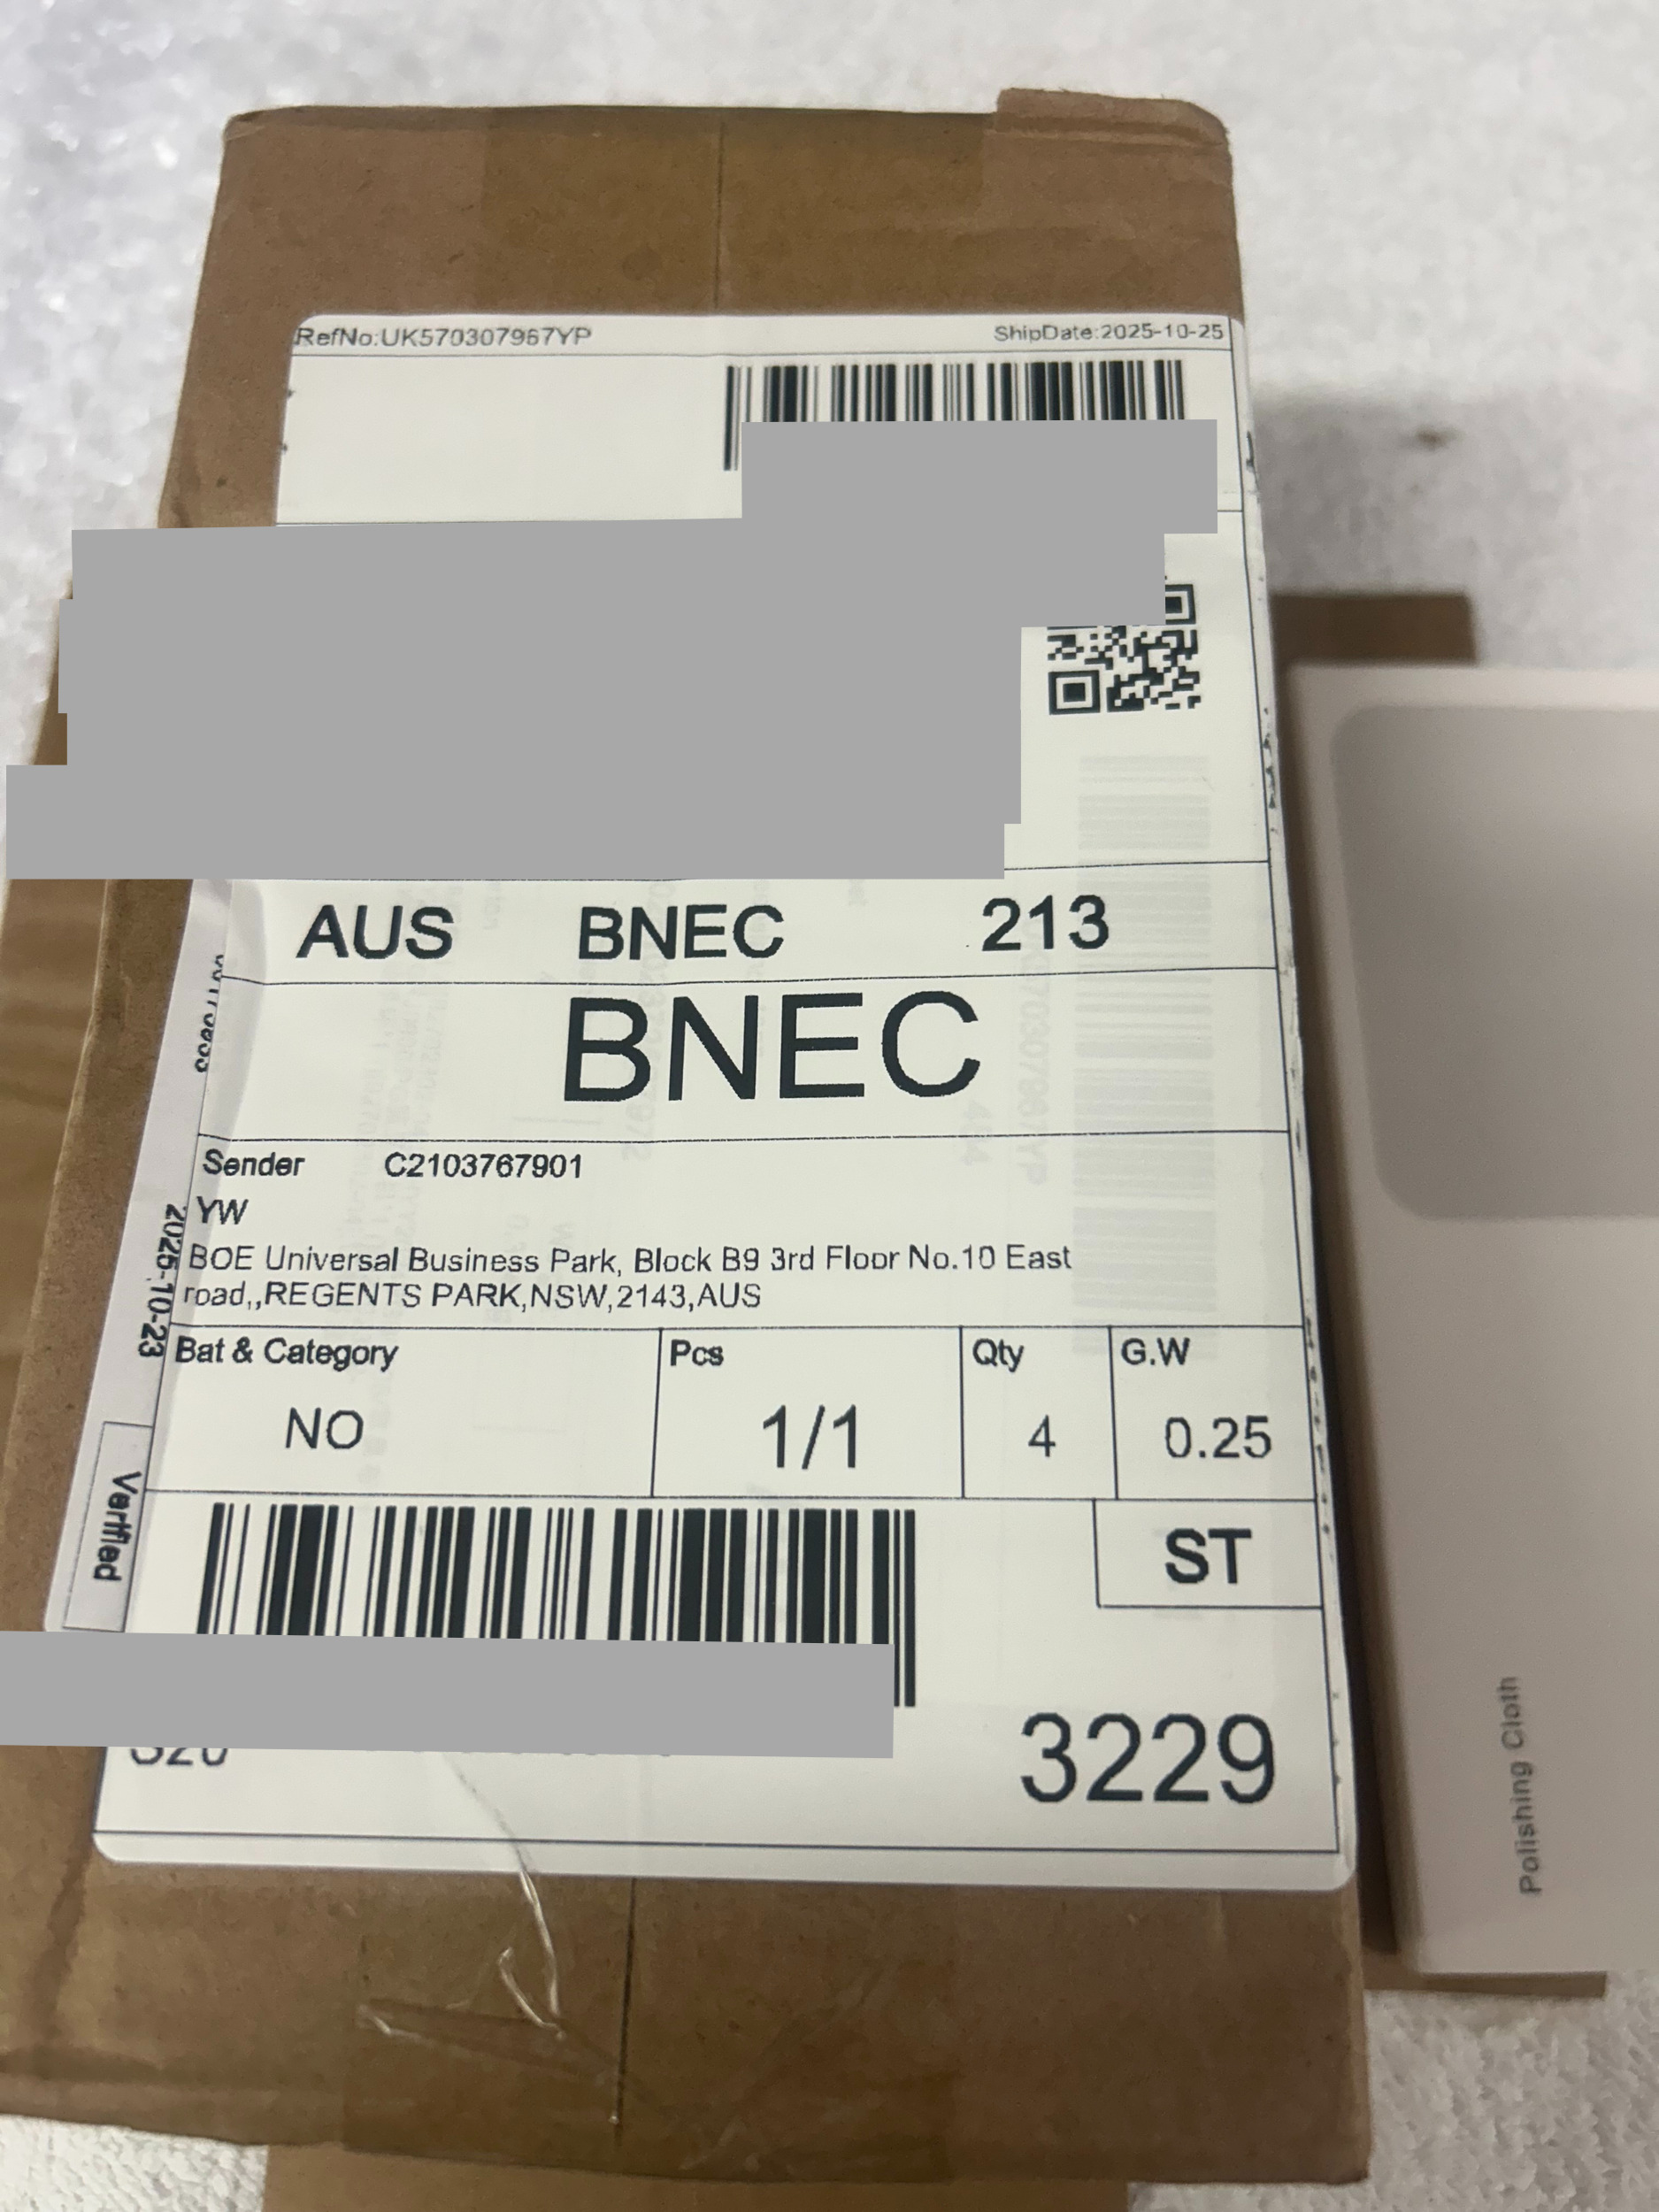 RefNo:UK570307967YP
ShipDate:2025-10-25
AUS BNEC 213
BNEC
Sender C2103767901
YW
BOE Universal Business Park, Block B9 3rd Floor No.10 East
road,,REGENTS PARK,NSW,2143,AUS
Bat & Category Pcs Qty G.W
NO 1/1 4 0.25
ST
3229
2025-10-23
Verified
Polishing Cloth